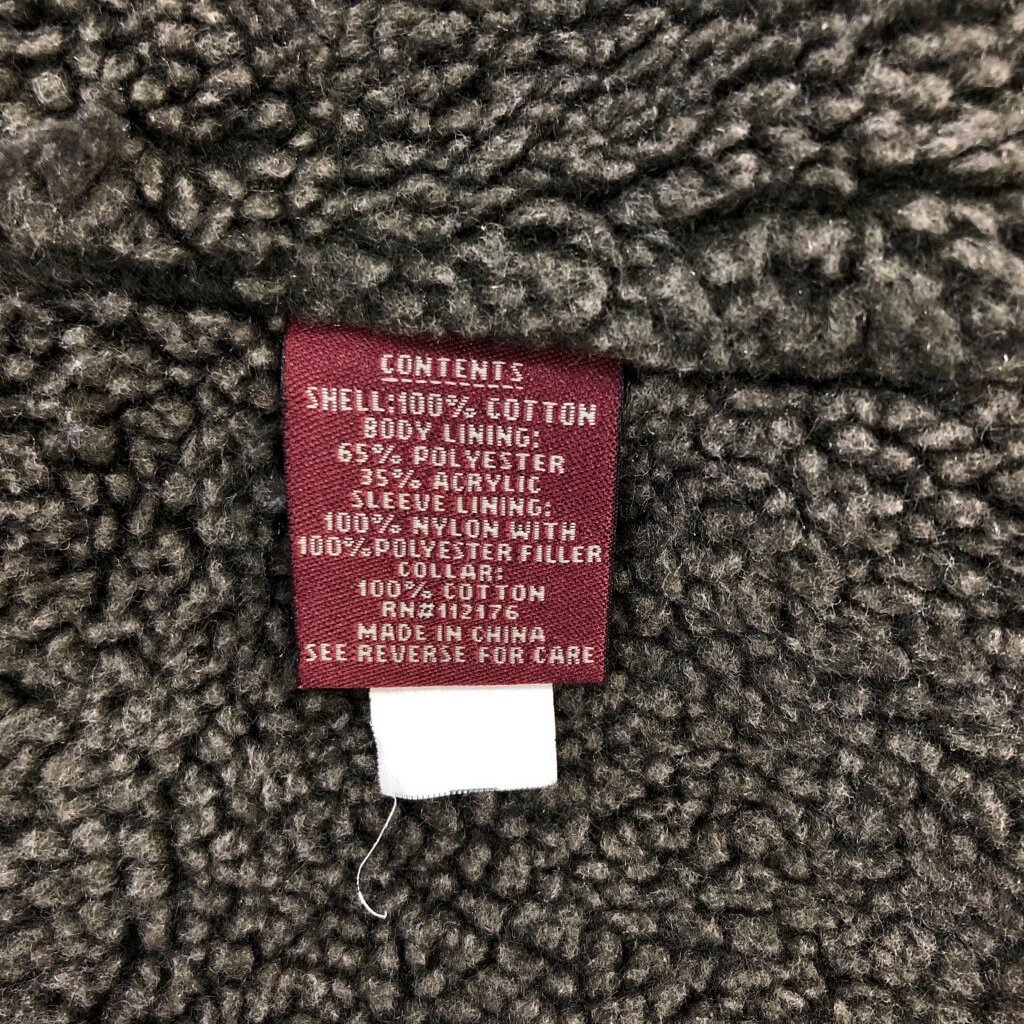 CONTENTS
SHELL:100% COTTON
BODY LINING:
65% POLYESTER
35% ACRYLIC
SLEEVE LINING:
100% NYLON WITH
100%POLYESTER FILLER
COLLAR:
100% COTTON
RN#112176
MADE IN CHINA
SEE REVERSE FOR CARE